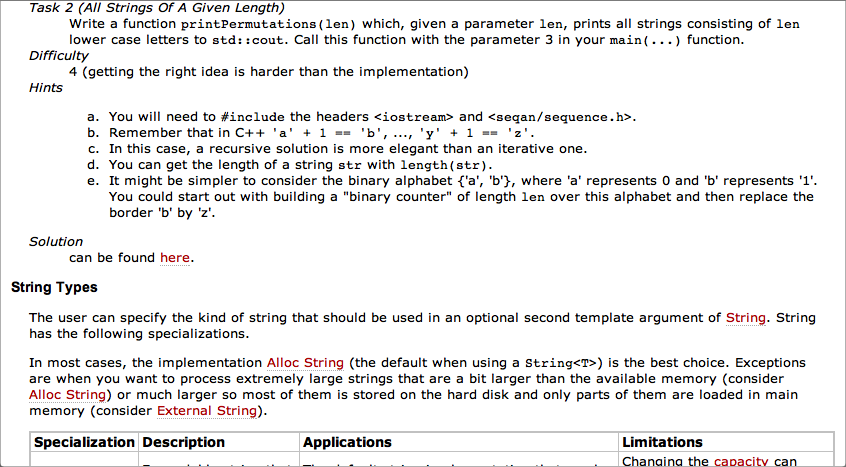 Task 2 (All Strings Of A Given Length)
Write a function printPermutations(len) which, given a parameter len, prints all strings consisting of len
lower case letters to std::cout. Call this function with the parameter 3 in your main(...) function.
Difficulty
4 (getting the right idea is harder than the implementation)
Hints
a. You will need to #include the headers <iostream> and <seqan/sequence.h>.
b. Remember that in C++ 'a' + 1 == 'b', ..., 'y' + 1 == 'z'.
c. In this case, a recursive solution is more elegant than an iterative one.
d. You can get the length of a string str with length(str).
e. It might be simpler to consider the binary alphabet {'a', 'b'}, where 'a' represents 0 and 'b' represents '1'.
You could start out with building a "binary counter" of length len over this alphabet and then replace the
border 'b' by 'z'.
Solution
can be found here.
String Types
The user can specify the kind of string that should be used in an optional second template argument of String. String
has the following specializations.
In most cases, the implementation Alloc String (the default when using a String<T>) is the best choice. Exceptions
are when you want to process extremely large strings that are a bit larger than the available memory (consider
Alloc String) or much larger so most of them is stored on the hard disk and only parts of them are loaded in main
memory (consider External String).
Specialization Description Applications Limitations
Changing the capacity can